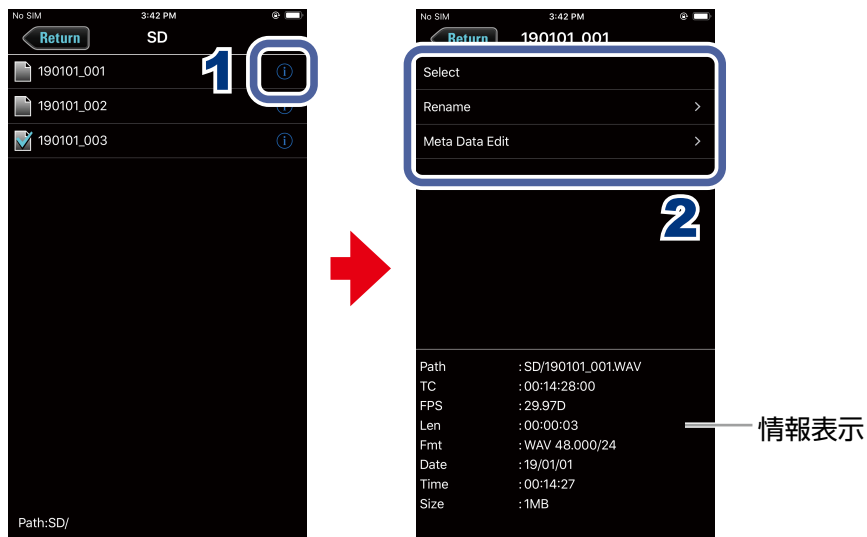 No SIM 3:42 PM
Return SD
190101_001
1
190101_002
190101_003
Path:SD/
No SIM 3:42 PM
Return 190101_001
Select
Rename
Meta Data Edit
2
Path :SD/190101_001.WAV
TC :00:14:28:00
FPS :29.97D
Len :00:00:03
Fmt :WAV 48.000/24
Date :19/01/01
Time :00:14:27
Size :1MB
情報表示